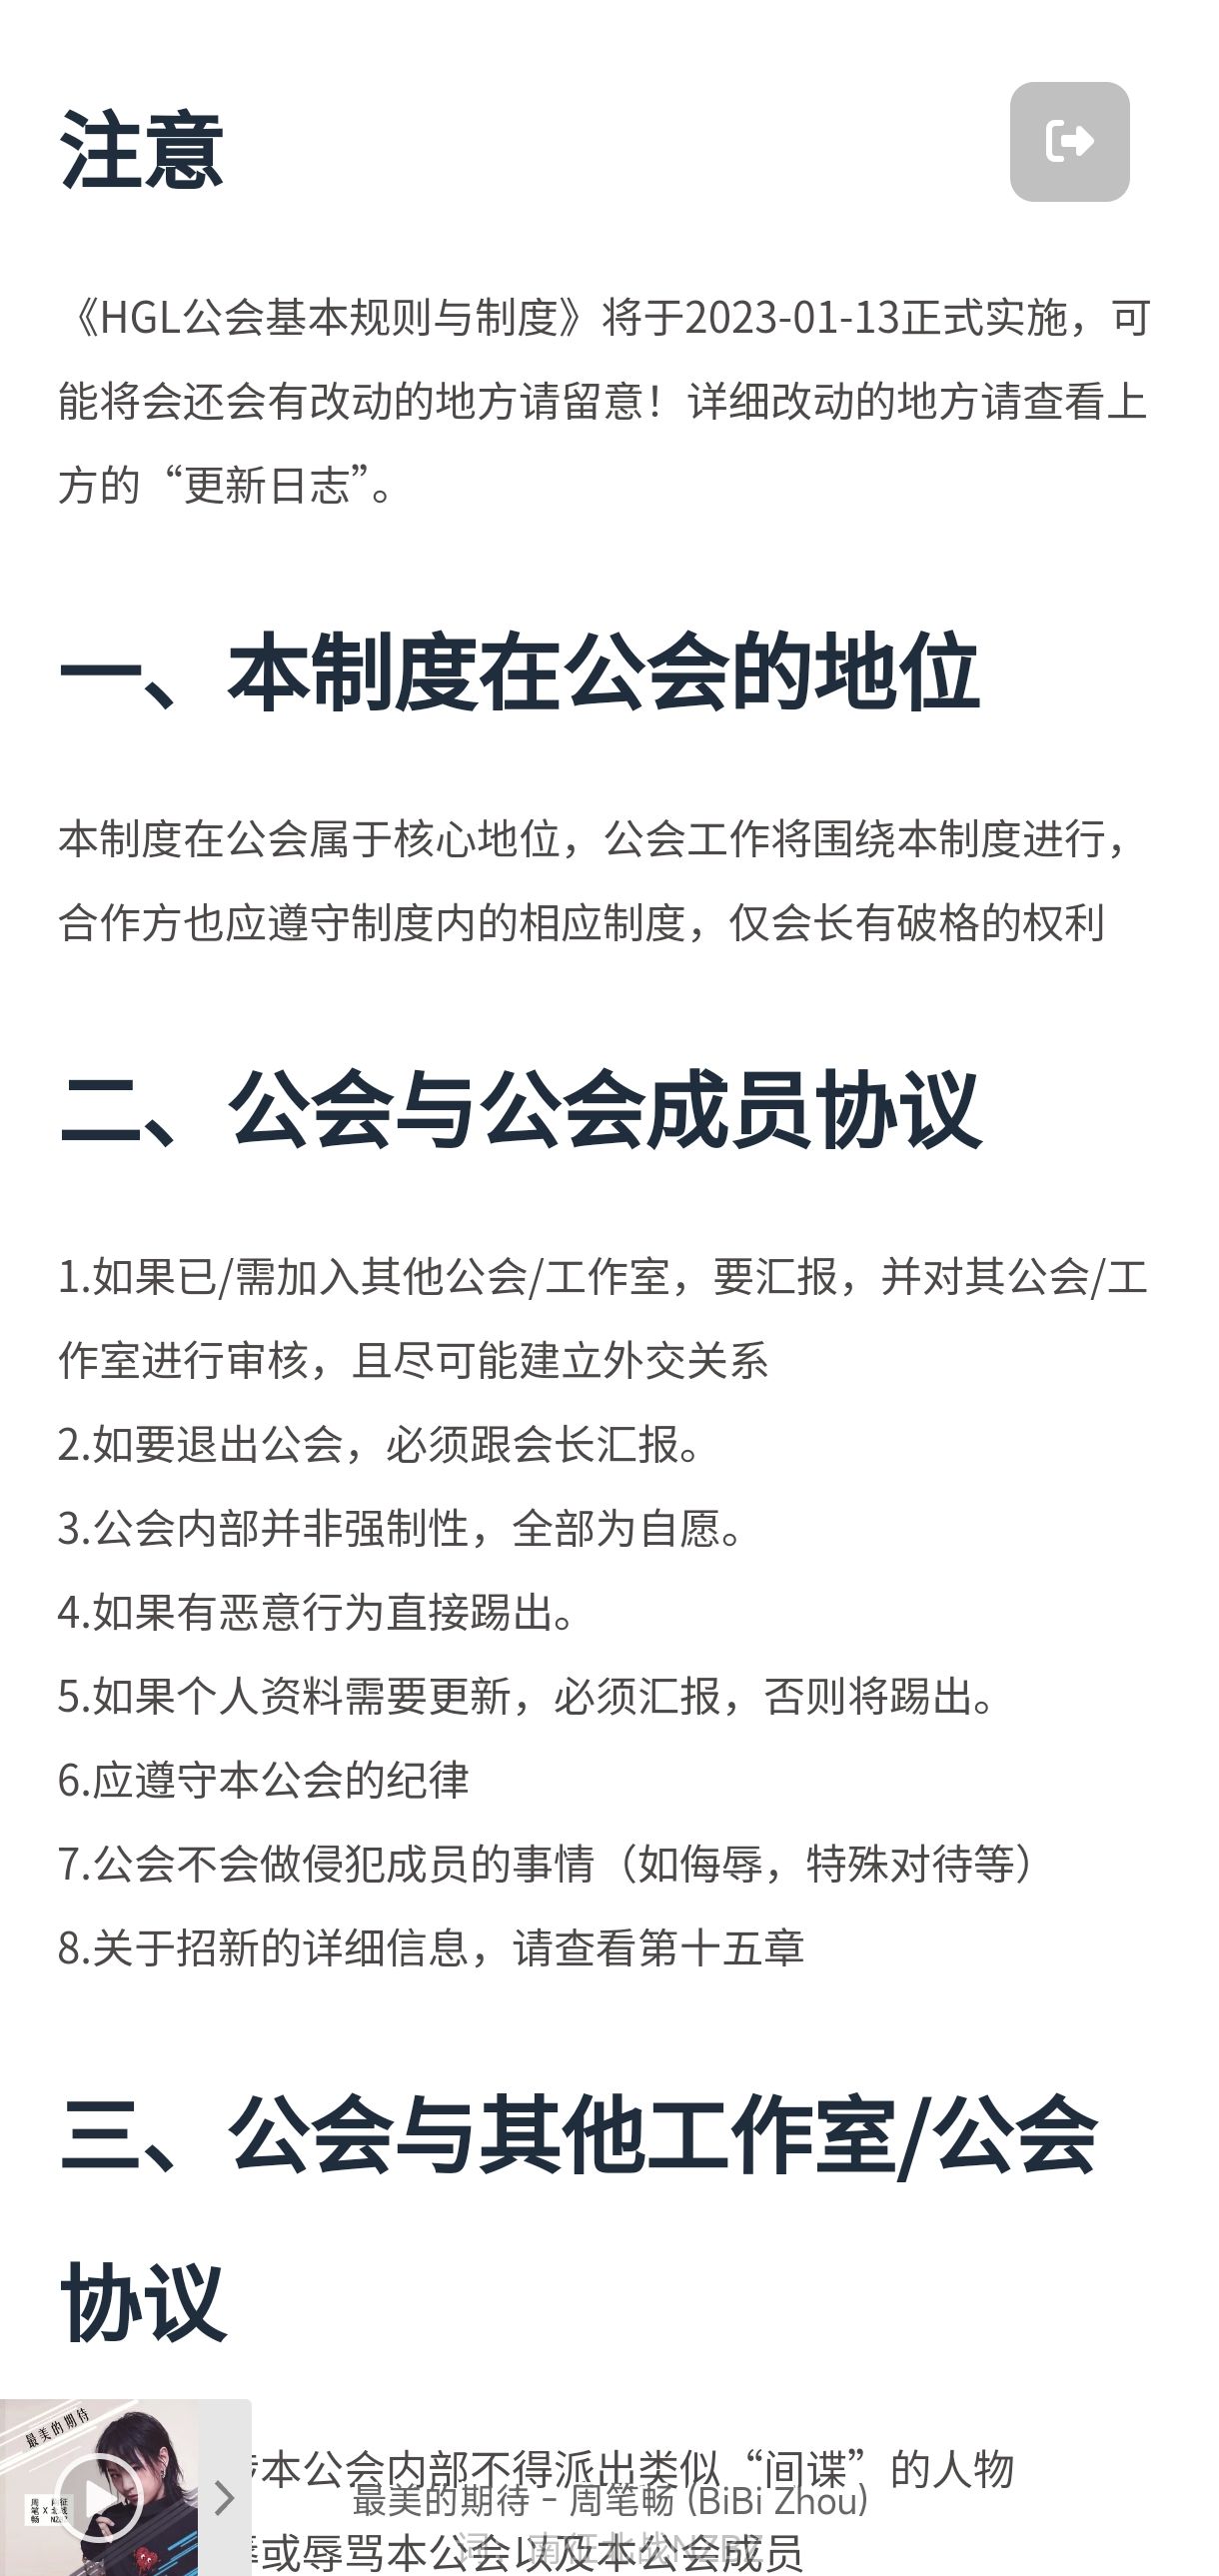 注意
《HGL公会基本规则与制度》将于2023-01-13正式实施，可
能将会还会有改动的地方请留意！详细改动的地方请查看上
方的“更新日志”。
一、本制度在公会的地位
本制度在公会属于核心地位，公会工作将围绕本制度进行，
合作方也应遵守制度内的相应制度，仅会长有破格的权利
二、公会与公会成员协议
1.如果已/需加入其他公会/工作室，要汇报，并对其公会/工
作室进行审核，且尽可能建立外交关系
2.如要退出公会，必须跟会长汇报。
3.公会内部并非强制性，全部为自愿。
4.如果有恶意行为直接踢出。
5.如果个人资料需要更新，必须汇报，否则将踢出。
6.应遵守本公会的纪律
7.公会不会做侵犯成员的事情（如侮辱，特殊对待等）
8.关于招新的详细信息，请查看第十五章
三、公会与其他工作室/公会
协议
本公会内部不得派出类似“间谍”的人物
最美的期待
最美的期待 - 周笔畅 (BiBi Zhou)
词：南征北战NZBZ
或辱骂本公会以及本公会成员